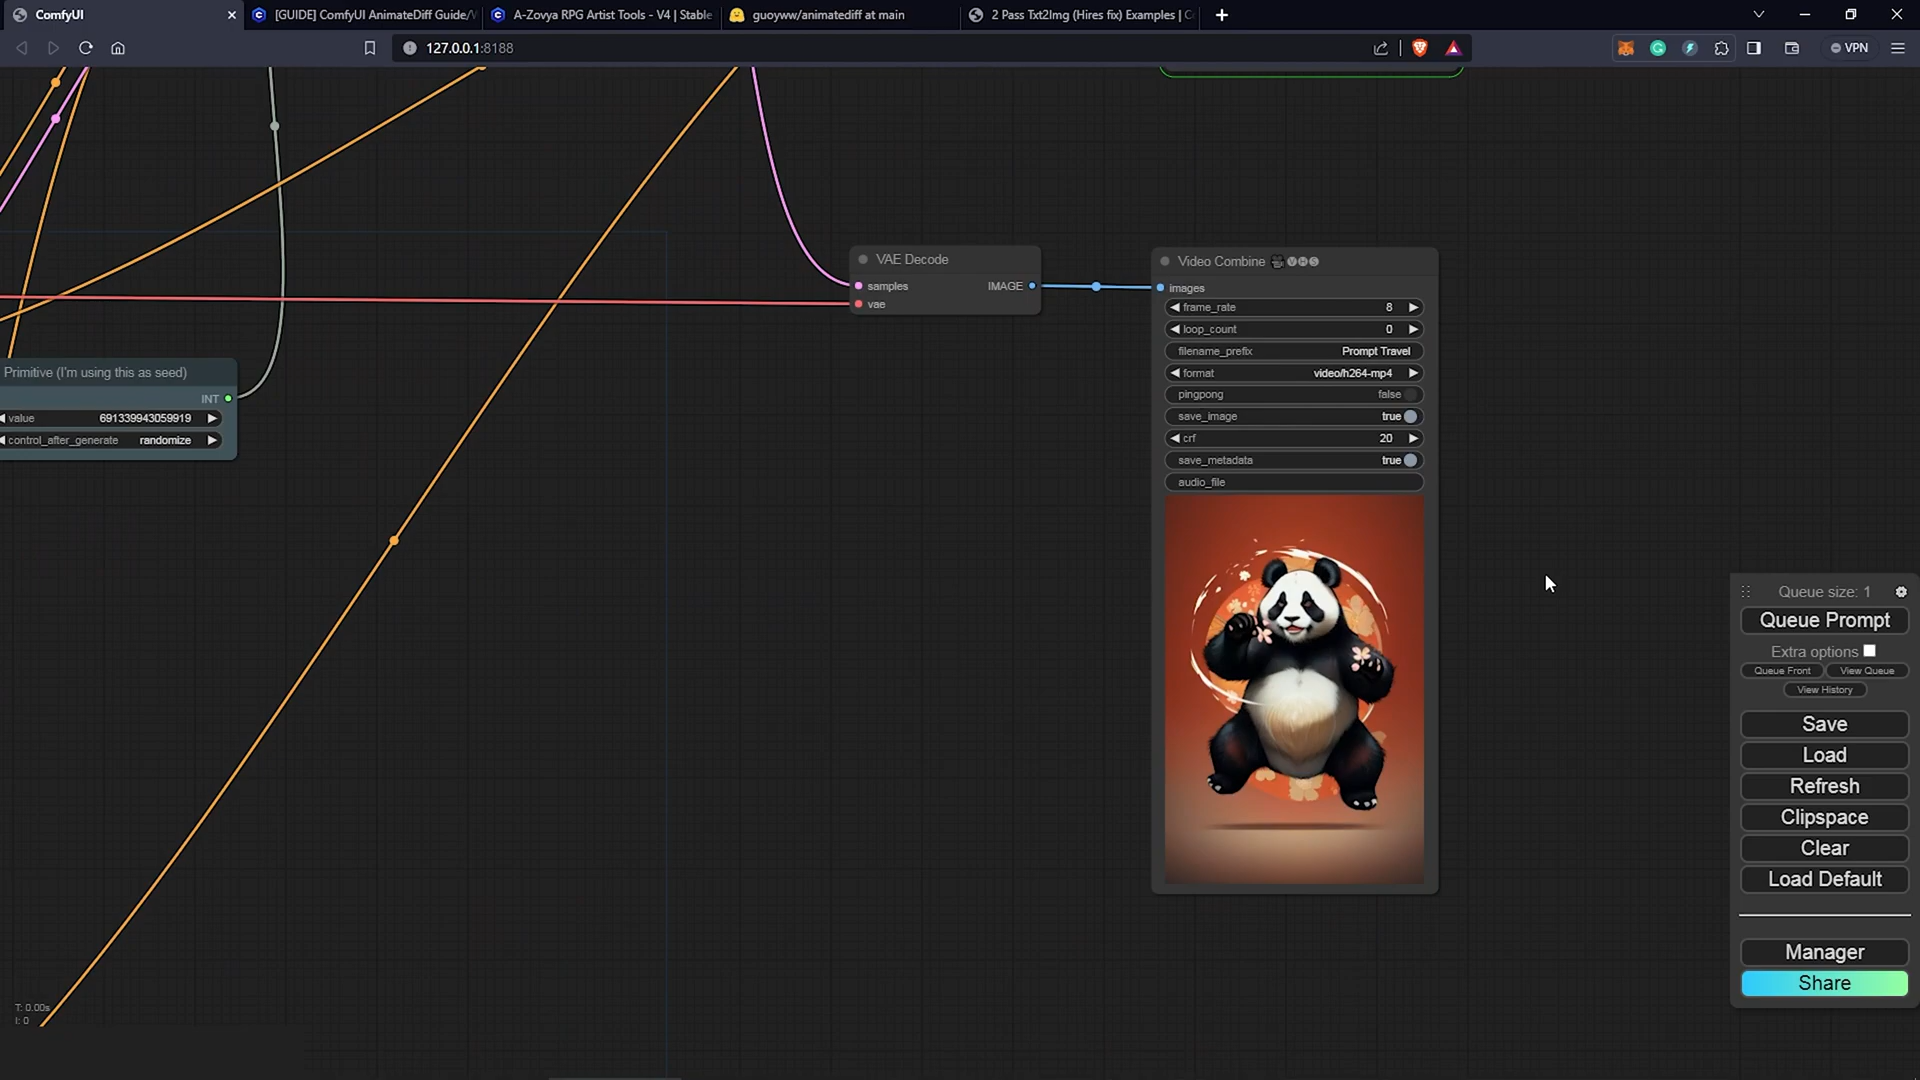 ComfyUI
[GUIDE] ComfyUI AnimateDiff Guide/
A-Zovya RPG Artist Tools - V4 | Stable
guoyww/animatediff at main
2 Pass Txt2Img (Hires fix) Examples |
127.0.0.1:8188
VPN
VAE Decode
samples
IMAGE
vae
Video Combine VHS
images
frame_rate 8
loop_count 0
filename_prefix Prompt Travel
format video/h264-mp4
pingpong false
save_image true
crf 20
save_metadata true
audio_file
Primitive (I'm using this as seed)
INT
value 691339943059919
control_after_generate randomize
Queue size: 1
Queue Prompt
Extra options
Queue Front View Queue
View History
Save
Load
Refresh
Clipspace
Clear
Load Default
Manager
Share
T: 0.00s
I: 0